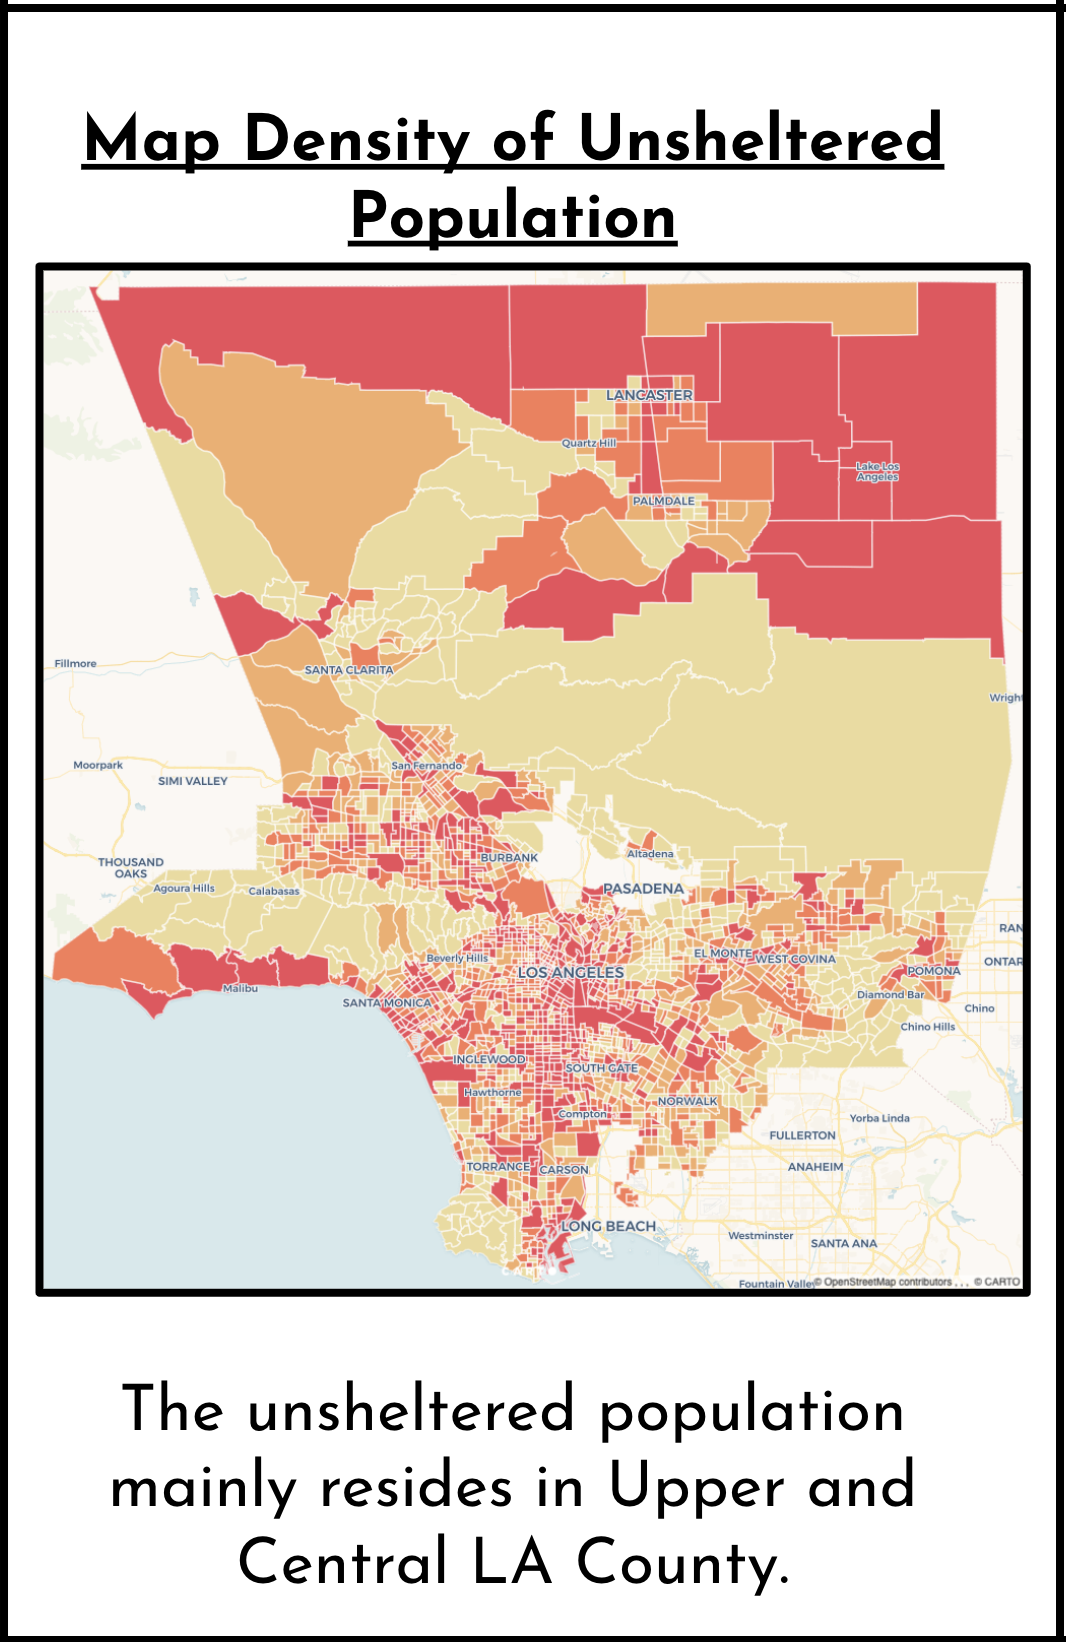 Map Density of Unsheltered
Population
LANCASTER
Quartz Hill
Lake Los
Angeles
PALMDALE
Fillmore
SANTA CLARITA
Wrigh
Moorpark
San Fernando
SIMI VALLEY
THOUSAND
OAKS
BURBANK
Altadena
Agoura Hills
Calabasas
PASADENA
RAN
Beverly Hills
EL MONTE
WEST COVINA
ONTAR
LOS ANGELES
POMONA
Malibu
SANTA MONICA
Diamond Bar
Chino
Chino Hills
INGLEWOOD
SOUTH GATE
Hawthorne
NORWALK
Compton
Yorba Linda
FULLERTON
TORRANCE
CARSON
ANAHEIM
LONG BEACH
Westminster
SANTA ANA
CARTO
Fountain Valley
© OpenStreetMap contributors . , . © CARTO
The unsheltered population
mainly resides in Upper and
Central LA County.